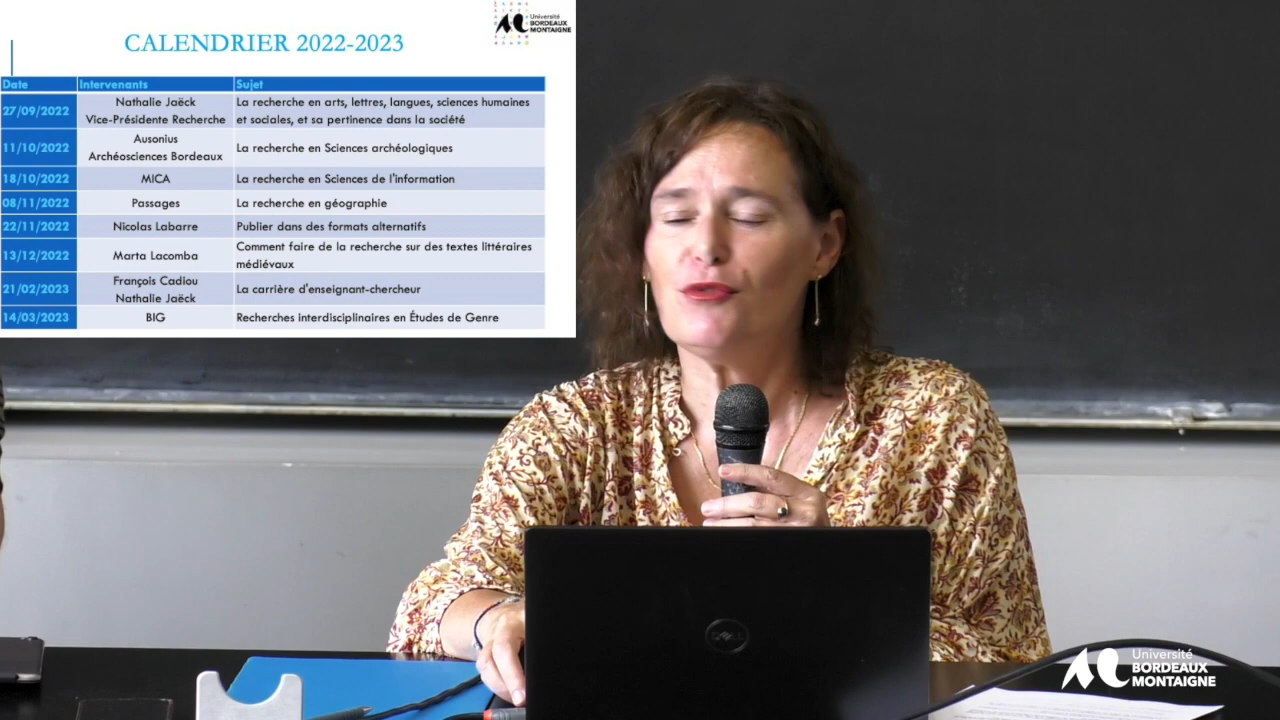 CALENDRIER 2022-2023
Université
BORDEAUX
MONTAIGNE
Date Intervenants Sujet
27/09/2022 Nathalie Jaëck
Vice-Présidente Recherche
La recherche en arts, lettres, langues, sciences humaines
et sociales, et sa pertinence dans la société
11/10/2022 Ausonius
Archéosciences Bordeaux
La recherche en Sciences archéologiques
18/10/2022 MICA La recherche en Sciences de l'information
08/11/2022 Passages La recherche en géographie
22/11/2022 Nicolas Labarre Publier dans des formats alternatifs
13/12/2022 Marta Lacomba Comment faire de la recherche sur des textes littéraires
médiévaux
21/02/2023 François Cadiou
Nathalie Jaëck
La carrière d'enseignant-chercheur
14/03/2023 BIG Recherches interdisciplinaires en Études de Genre
DELL
Université
BORDEAUX
MONTAIGNE